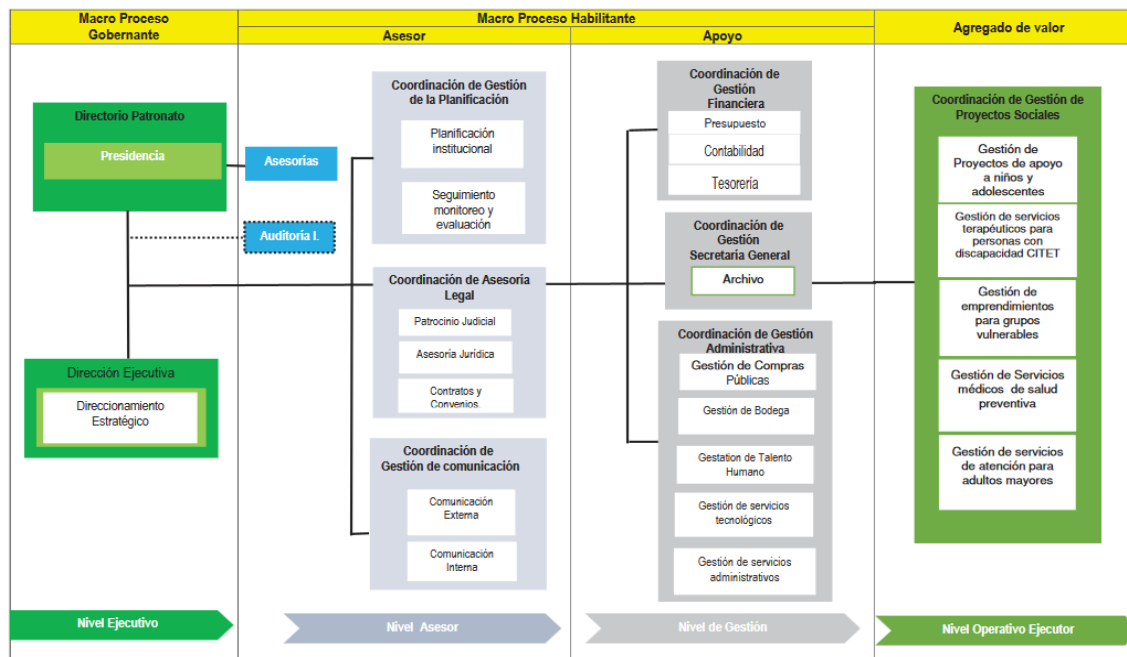 Macro Proceso
Gobernante
Macro Proceso Habilitante
Asesor
Apoyo
Agregado de valor
Directorio Patronato
Presidencia
Asesorías
Auditoría I.
Dirección Ejecutiva
Direccionamiento
Estratégico
Coordinación de Gestión
de la Planificación
Planificación
institucional
Seguimiento
monitoreo y
evaluación
Coordinación de Asesoría
Legal
Patrocinio Judicial
Asesoría Jurídica
Contratos y
Convenios.
Coordinación de
Gestión de comunicación
Comunicación
Externa
Comunicación
Interna
Coordinación de
Gestión
Financiera
Presupuesto
Contabilidad
Tesorería
Coordinación de
Gestión
Secretaría General
Archivo
Coordinación de Gestión
Administrativa
Gestión de Compras
Públicas
Gestión de Bodega
Gestation de Talento
Humano
Gestión de servicios
tecnológicos
Gestión de servicios
administrativos
Coordinación de Gestión de
Proyectos Sociales
Gestión de
Proyectos de apoyo
a niños y
adolescentes
Gestión de servicios
terapéuticos para
personas con
discapacidad CITET
Gestión de
emprendimientos
para grupos
vulnerables
Gestión de Servicios
médicos de salud
preventiva
Gestión de servicios
de atención para
adultos mayores
Nivel Ejecutivo
Nivel Asesor
Nivel de Gestión
Nivel Operativo Ejecutor